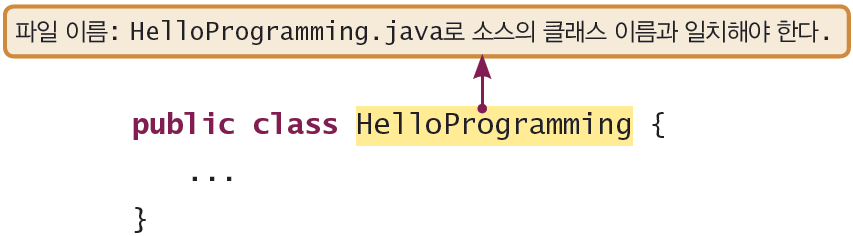 파일 이름: HelloProgramming.java로 소스의 클래스 이름과 일치해야 한다.
public class HelloProgramming {
...
}